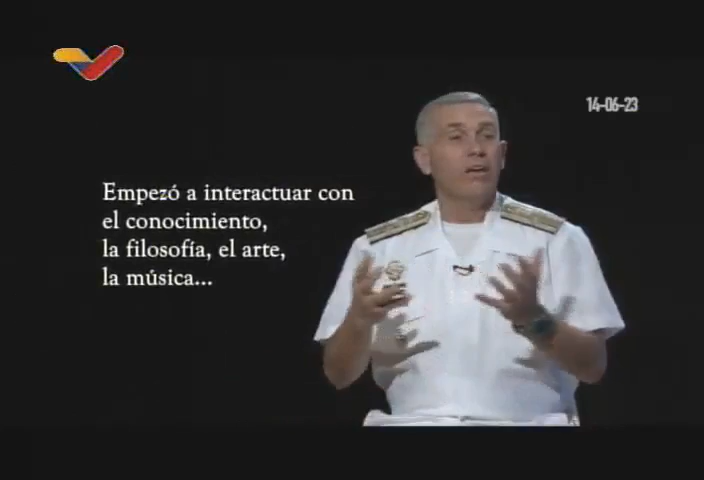 14-06-23
Empezó a interactuar con
el conocimiento,
la filosofía, el arte,
la música...